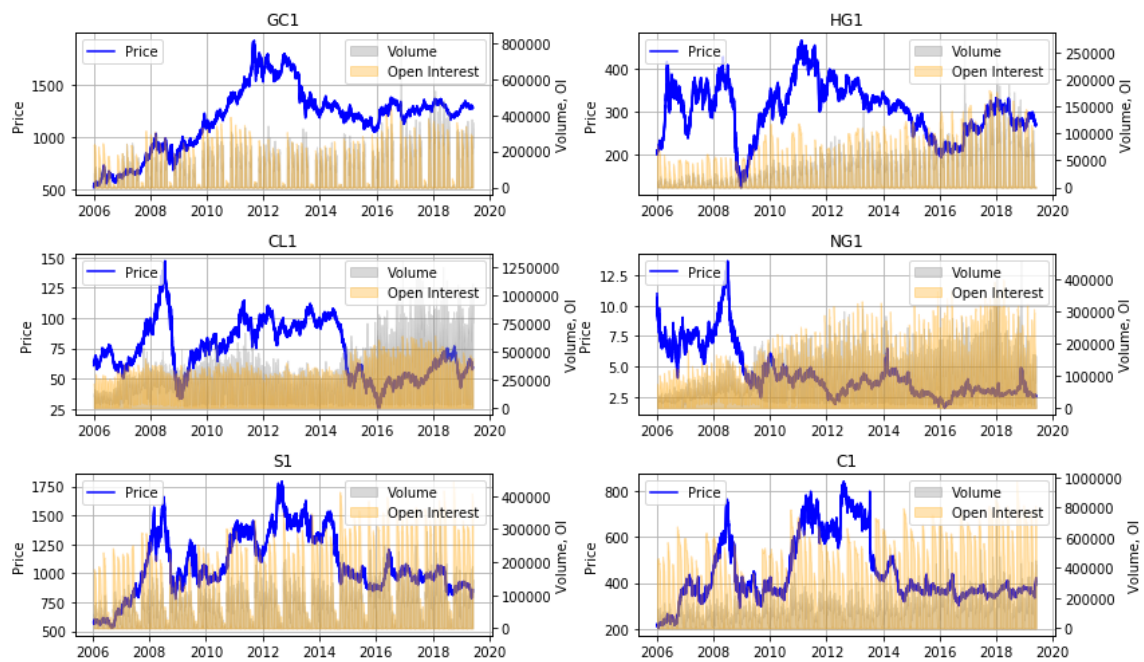 GC1
Price
Volume
Open Interest
Price
1500
1000
500
800000
600000
400000
200000
0
Volume, OI
2006 2008 2010 2012 2014 2016 2018 2020
HG1
Price
Volume
Open Interest
Price
400
300
200
250000
200000
150000
100000
50000
0
Volume, OI
2006 2008 2010 2012 2014 2016 2018 2020
CL1
Price
Volume
Open Interest
Price
150
125
100
75
50
25
1250000
1000000
750000
500000
250000
0
Volume, OI
2006 2008 2010 2012 2014 2016 2018 2020
NG1
Price
Volume
Open Interest
Price
12.5
10.0
7.5
5.0
2.5
400000
300000
200000
100000
0
Volume, OI
2006 2008 2010 2012 2014 2016 2018 2020
S1
Price
Volume
Open Interest
Price
1750
1500
1250
1000
750
500
400000
300000
200000
100000
0
Volume, OI
2006 2008 2010 2012 2014 2016 2018 2020
C1
Price
Volume
Open Interest
Price
800
600
400
200
1000000
800000
600000
400000
200000
0
Volume, OI
2006 2008 2010 2012 2014 2016 2018 2020